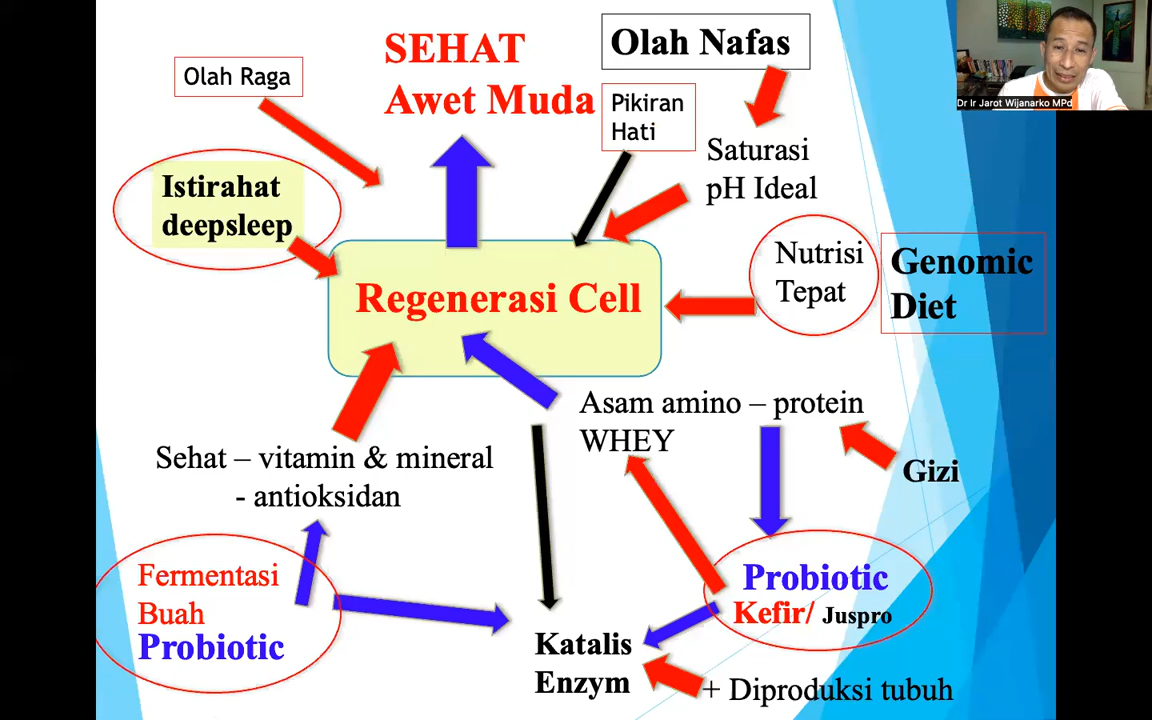 SEHAT
Awet Muda
Olah Nafas
Dr Ir Jarot Wijanarko MPd
Olah Raga
Pikiran
Hati
Saturasi
pH Ideal
Istirahat
deepsleep
Nutrisi
Tepat
Genomic
Diet
Regenerasi Cell
Asam amino – protein
WHEY
Gizi
Sehat – vitamin & mineral
- antioksidan
Fermentasi
Buah
Probiotic
Probiotic
Kefir/ Juspro
Katalis
Enzym
+ Diproduksi tubuh